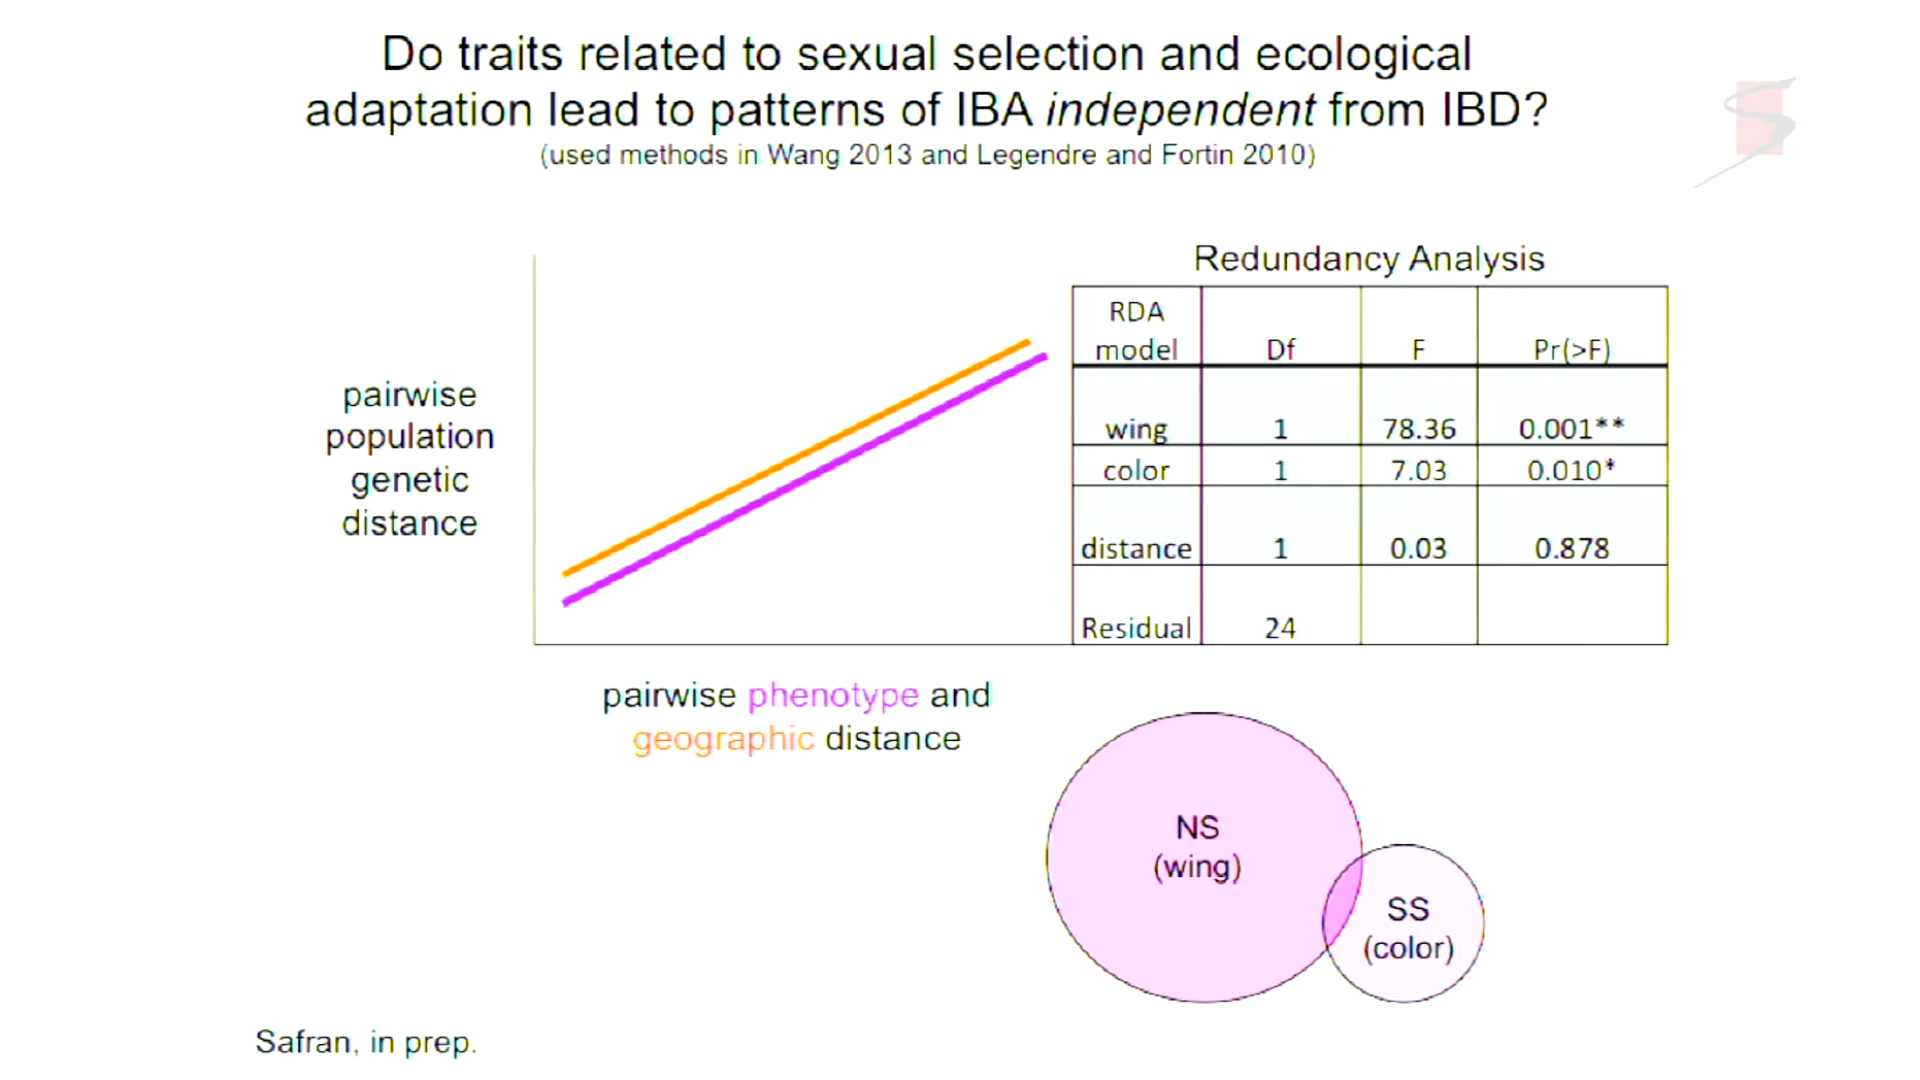 Do traits related to sexual selection and ecological
adaptation lead to patterns of IBA independent from IBD?
(used methods in Wang 2013 and Legendre and Fortin 2010)
pairwise
population
genetic
distance
pairwise phenotype and
geographic distance
Redundancy Analysis
RDA
model Df F Pr(>F)
wing 1 78.36 0.001**
color 1 7.03 0.010*
distance 1 0.03 0.878
Residual 24
NS
(wing)
SS
(color)
Safran, in prep.